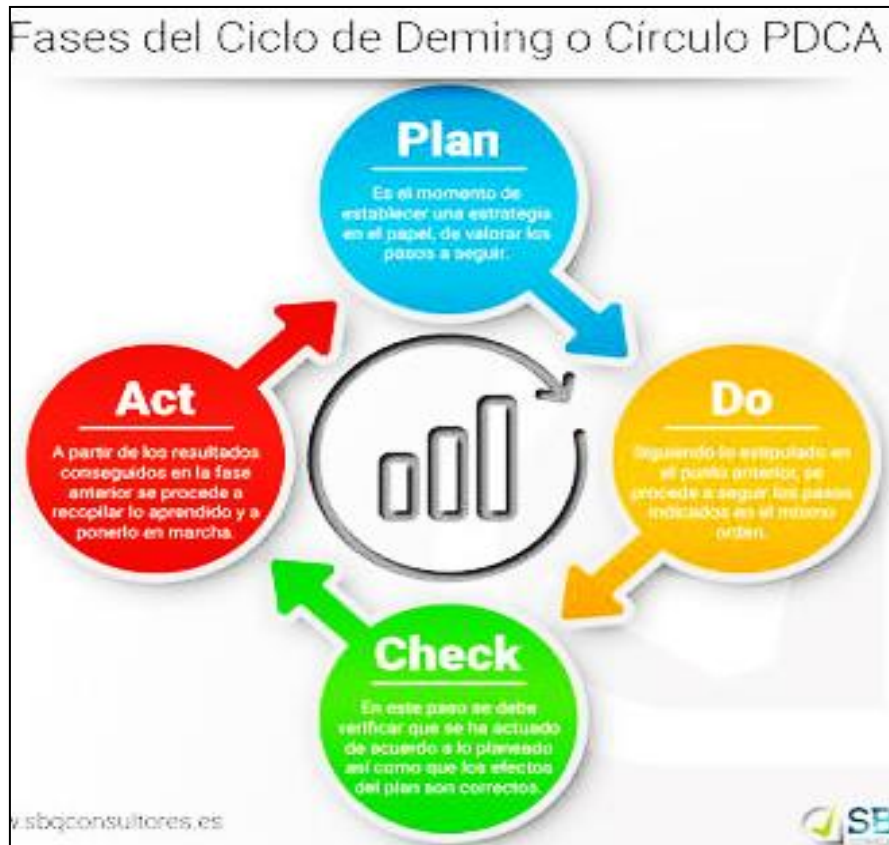 Fases del Ciclo de Deming o Círculo PDCA
Plan
Es el momento de
establecer una estrategia
en el papel, de valorar los
pasos a seguir.
Do
Siguiendo lo estipulado en
el punto anterior, se
procede a seguir los pasos
indicados en el mismo
orden.
Check
En este paso se debe
verificar que se ha actuado
de acuerdo a lo planeado
así como que los efectos
del plan son correctos.
Act
A partir de los resultados
conseguidos en la fase
anterior se procede a
recopilar lo aprendido y a
ponerlo en marcha.
w.sbqconsultores.es
SB